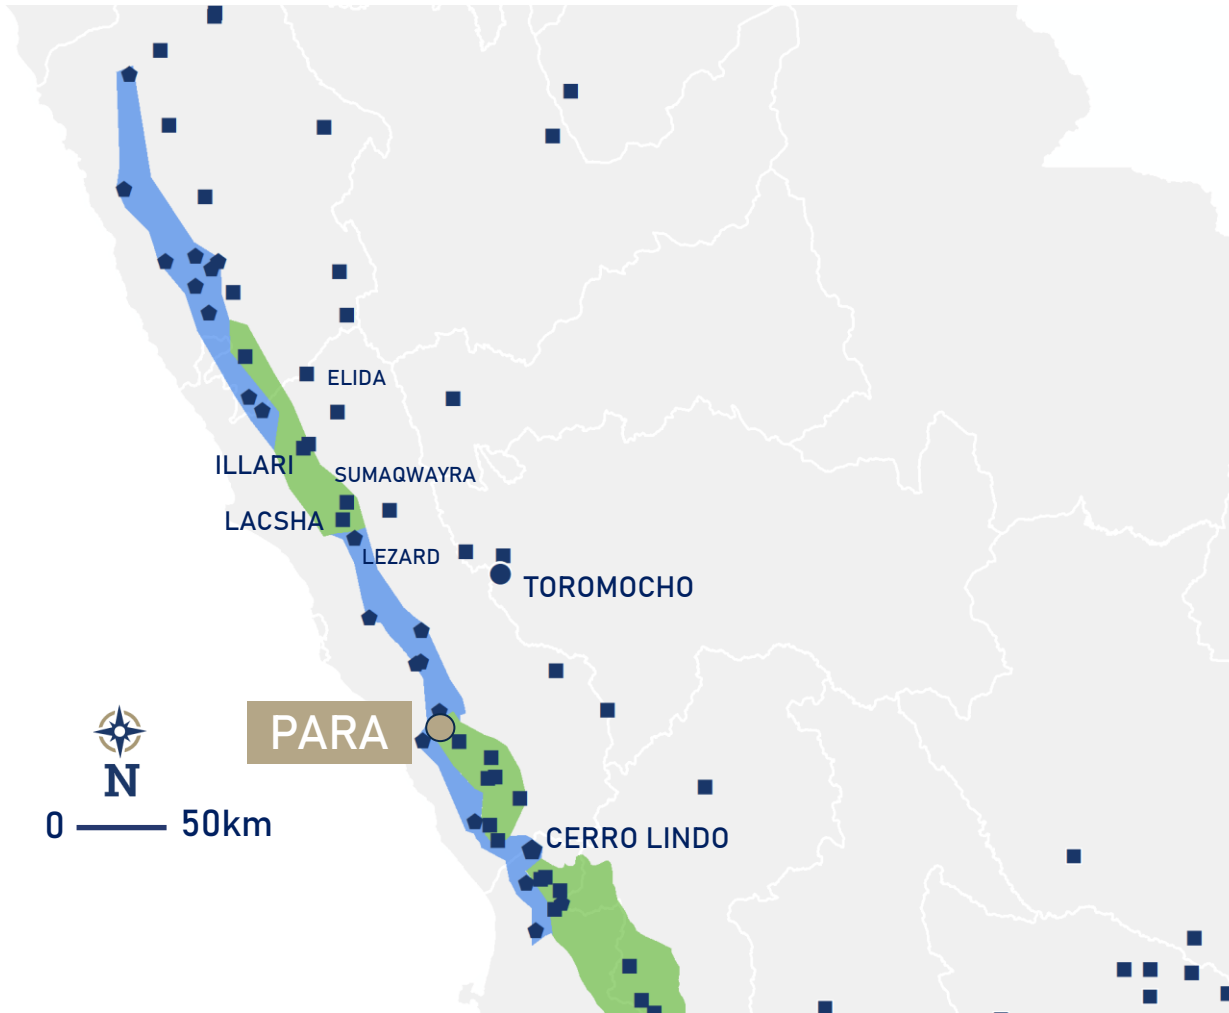 ELIDA
ILLARI
SUMAQWAYRA
LACSHA
LEZARD
TOROMOCHO
PARA
N
0 50km
CERRO LINDO